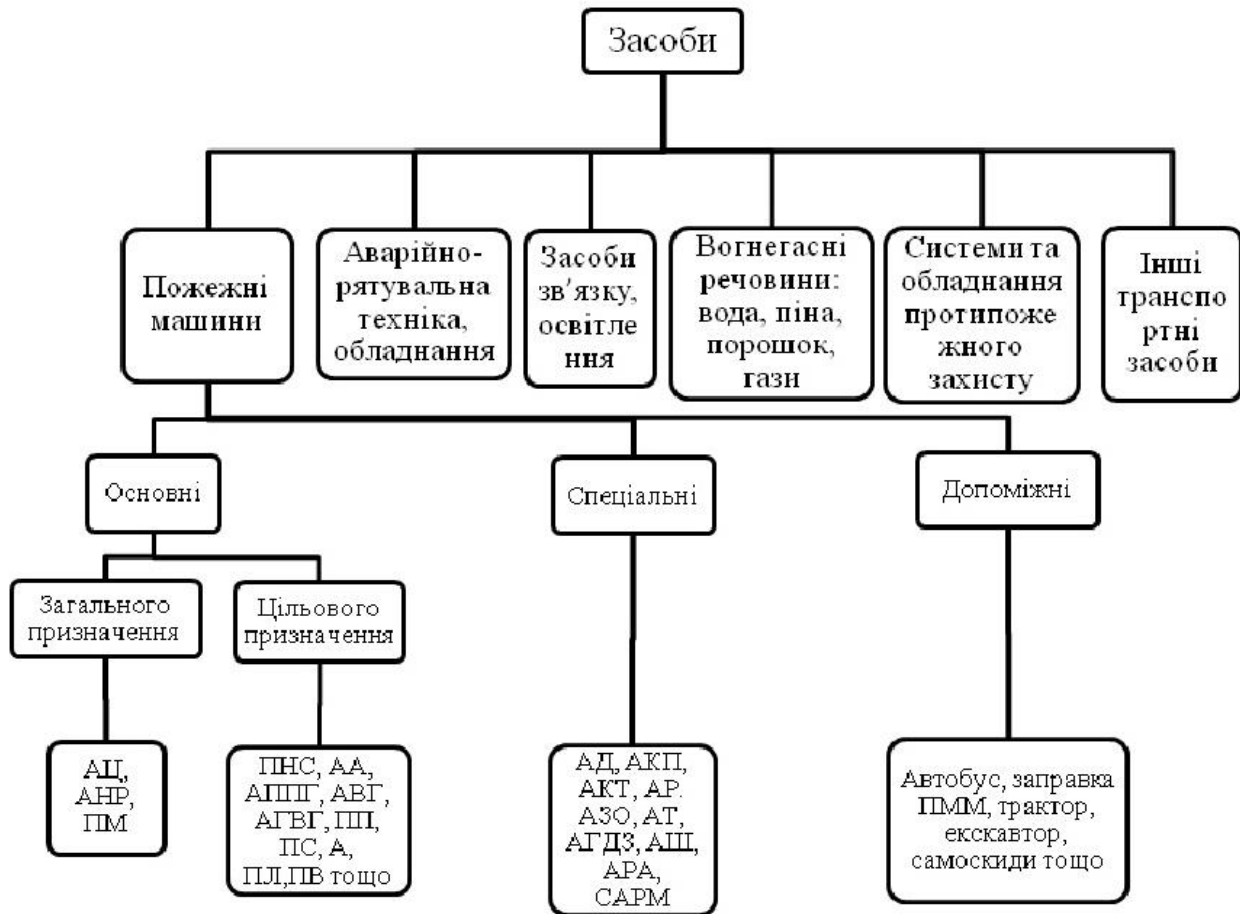 Засоби
Пожежні
машини
Аварійно-
рятувальна
техніка,
обладнання
Засоби
зв’язку,
освітле
ння
Вогнегасні
речовини:
вода, піна,
порошок,
гази
Системи та
обладнання
протипоже
жного
захисту
Інші
транспо
ртні
засоби
Основні
Спеціальні
Допоміжні
Загального
призначення
Цільового
призначення
АЦ,
АНР,
ПМ
ПНС, АА,
АППГ, АВГ,
АГВГ, ПП,
ПС, А,
ПЛ,ПВ тощо
АД, АКП,
АКТ, АР.
АЗО, АТ,
АГДЗ, АШ,
АРА,
САРМ
Автобус, заправка
ПММ, трактор,
екскавтор,
самоскиди тощо